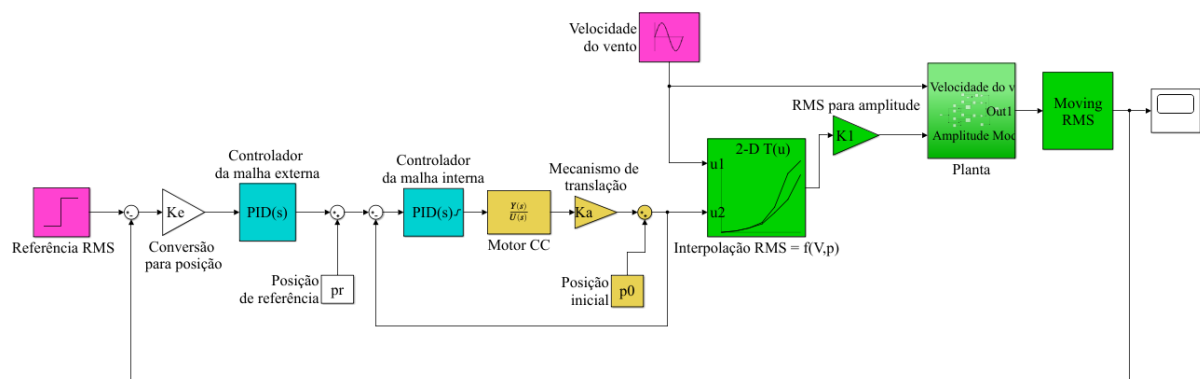 Velocidade
do vento
RMS para amplitude
K1
Velocidade do v
Out1
Amplitude Moc
Planta
Moving
RMS
2-D T(u)
u1
u2
Interpolação RMS = f(V,p)
Referência RMS
Ke
Conversão
para posição
Controlador
da malha externa
PID(s)
Posição
de referência
pr
Controlador
da malha interna
PID(s)
Y(s)
U(s)
Motor CC
Mecanismo de
translação
Ka
Posição
inicial
p0